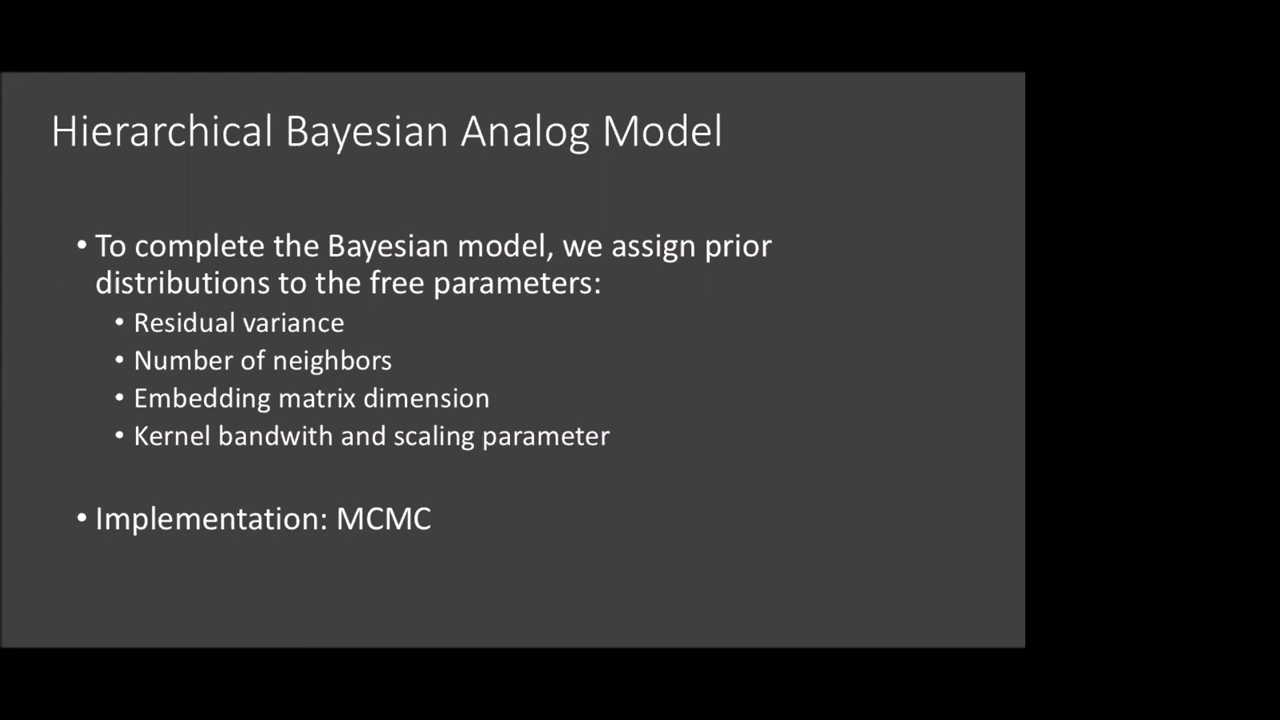 Hierarchical Bayesian Analog Model
• To complete the Bayesian model, we assign prior
distributions to the free parameters:
• Residual variance
• Number of neighbors
• Embedding matrix dimension
• Kernel bandwith and scaling parameter
• Implementation: MCMC